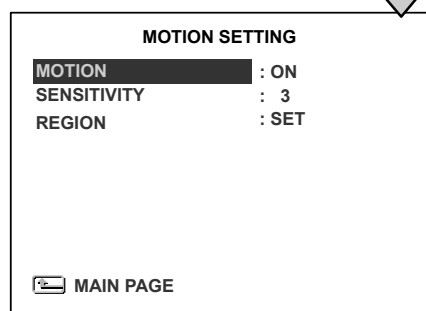 MOTION SETTING
MOTION : ON
SENSITIVITY : 3
REGION : SET
MAIN PAGE